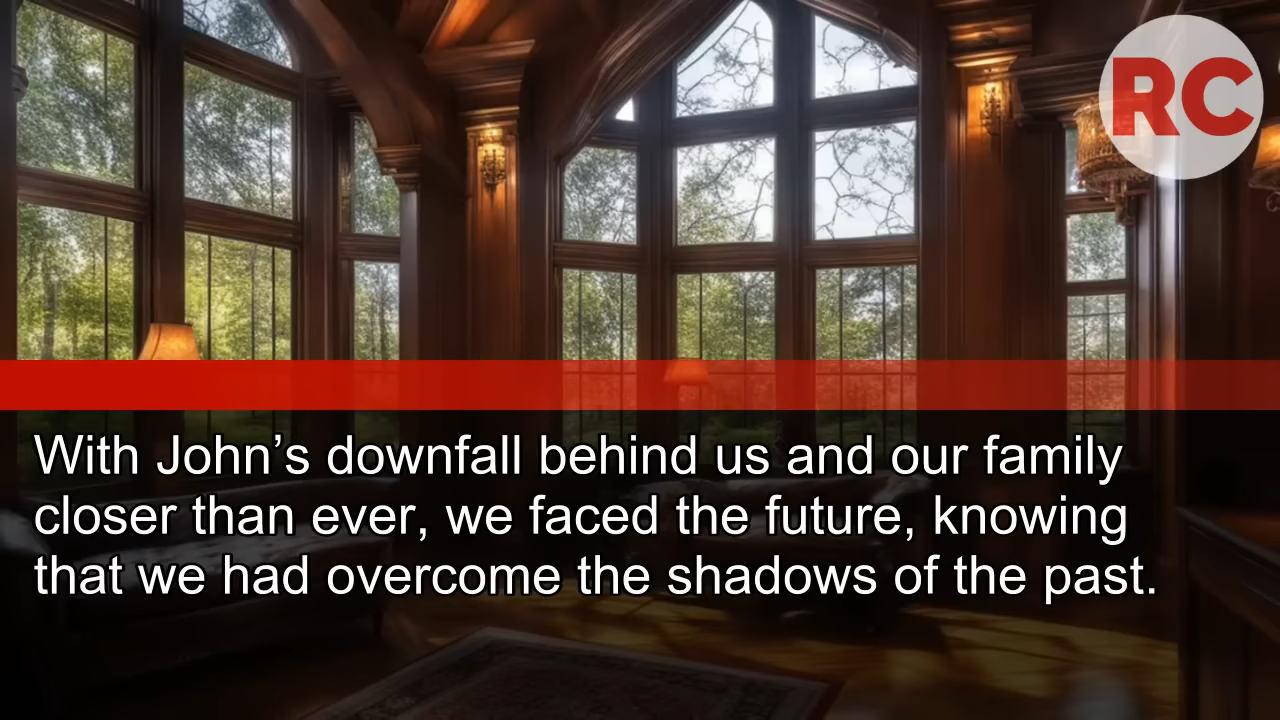 RC
With John’s downfall behind us and our family
closer than ever, we faced the future, knowing
that we had overcome the shadows of the past.